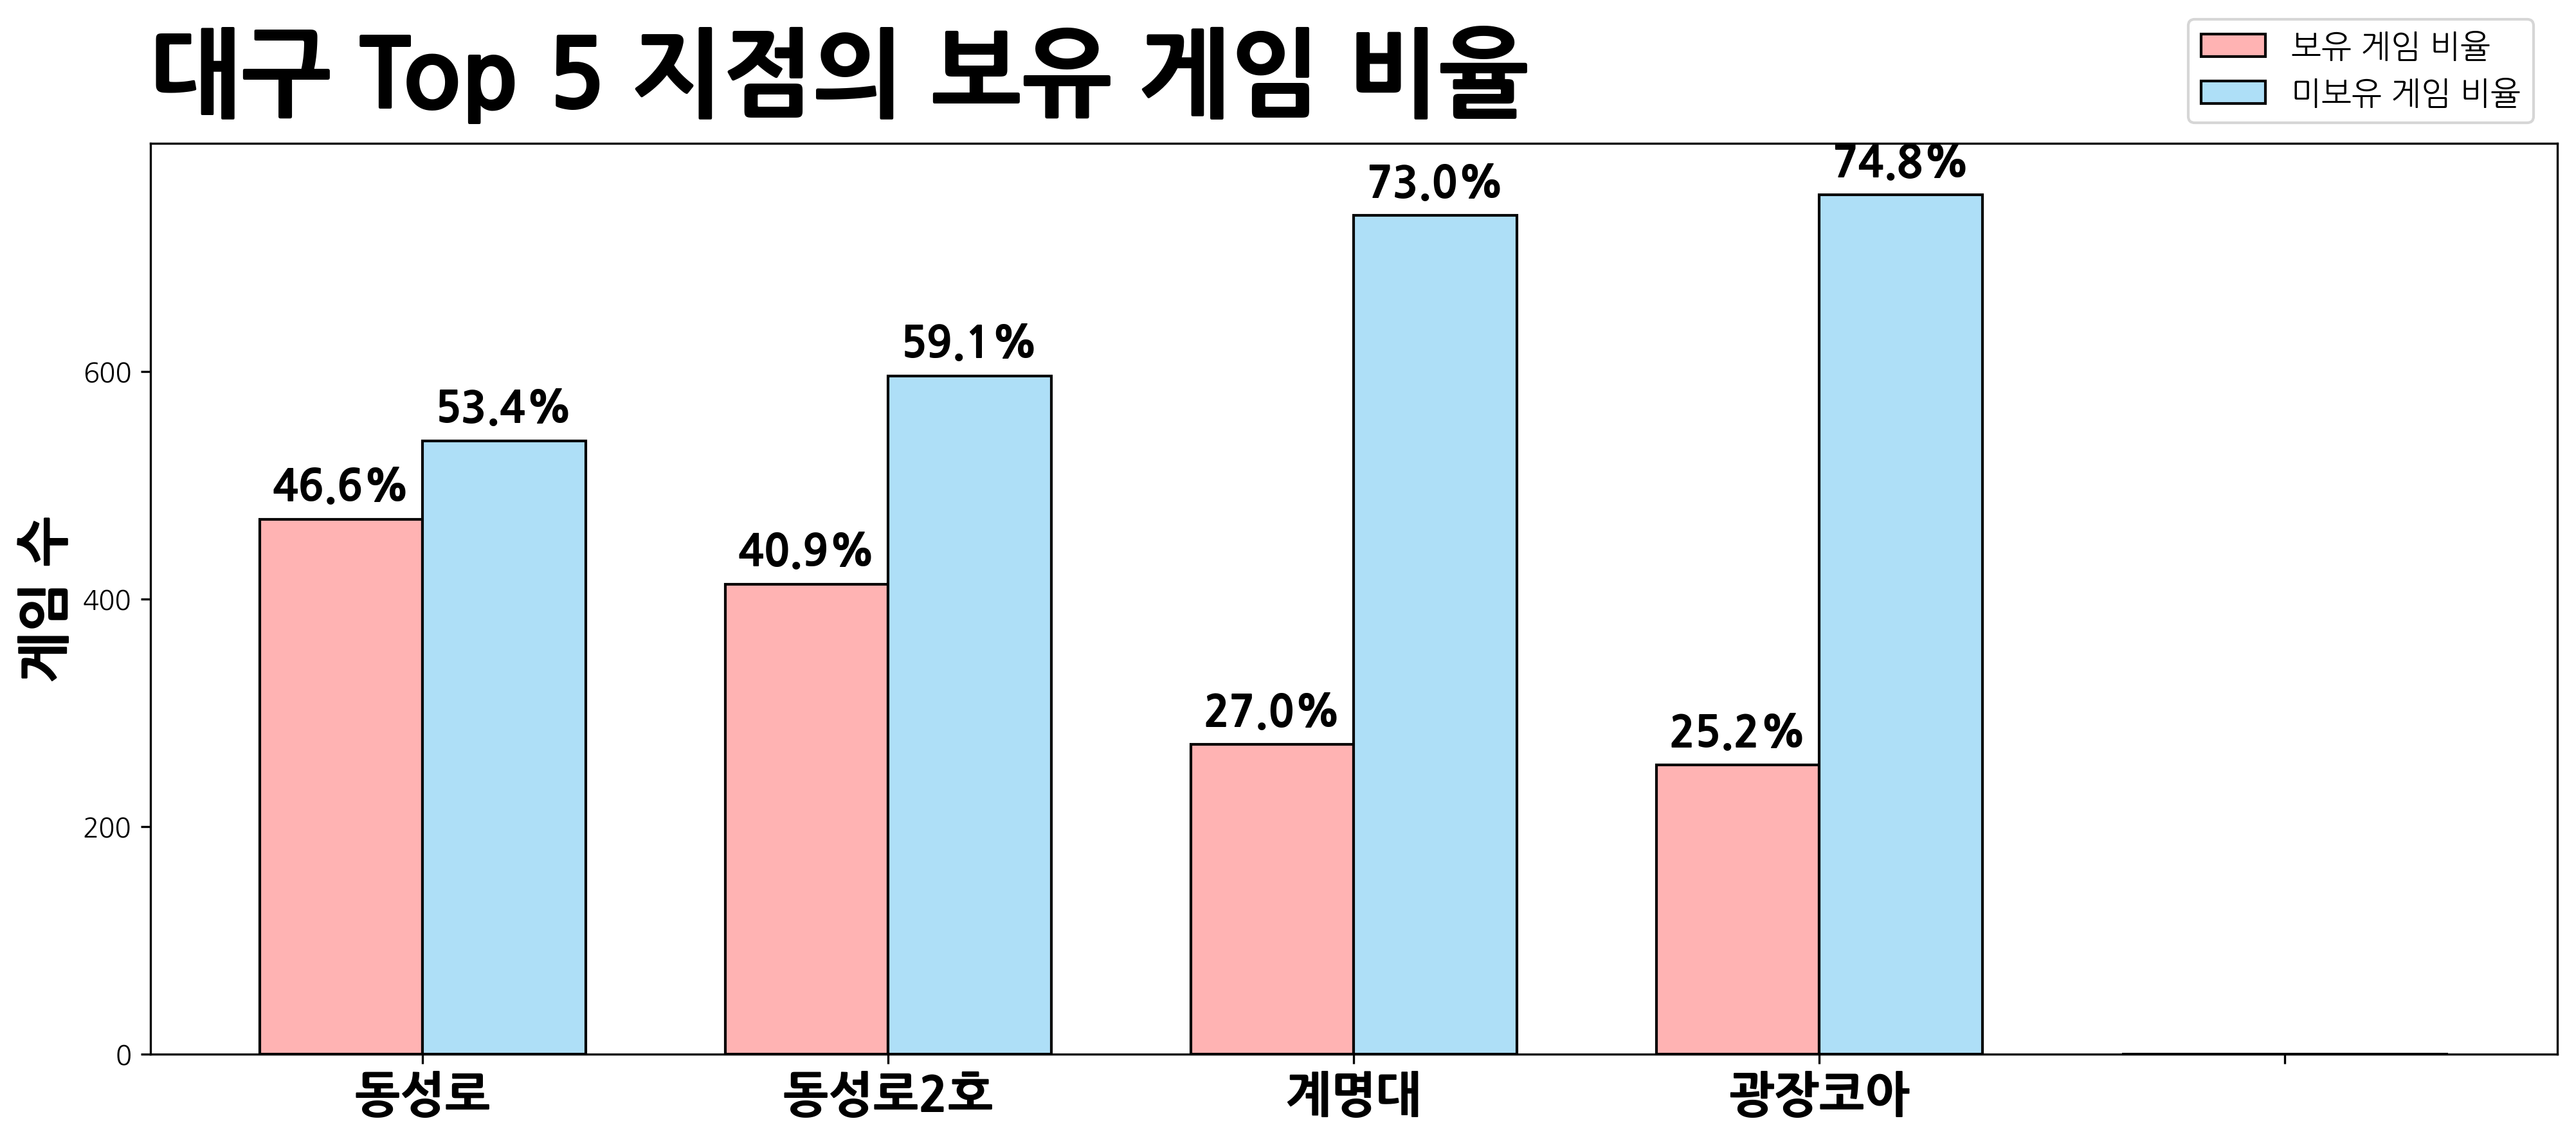 대구 Top 5 지점의 보유 게임 비율
보유 게임 비율
미보유 게임 비율
게임 수
600
400
200
0
46.6%
53.4%
40.9%
59.1%
27.0%
73.0%
25.2%
74.8%
동성로
동성로2호
계명대
광장코아